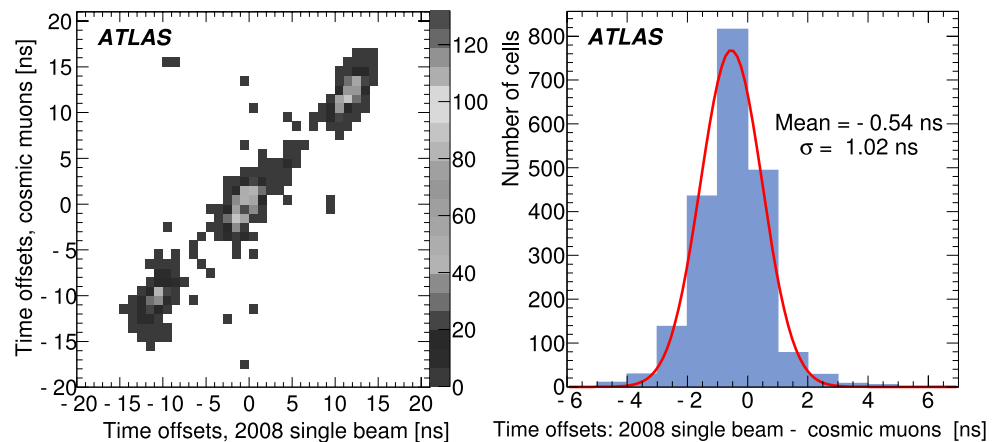 ATLAS
20
15
10
5
0
- 5
- 10
- 15
- 20
Time offsets, cosmic muons [ns]
- 20 - 15 - 10 - 5 0 5 10 15 20
Time offsets, 2008 single beam [ns]
120
100
80
60
40
20
0
ATLAS
Mean = - 0.54 ns
σ = 1.02 ns
800
700
600
500
400
300
200
100
0
Number of cells
- 6 - 4 - 2 0 2 4 6
Time offsets: 2008 single beam - cosmic muons [ns]